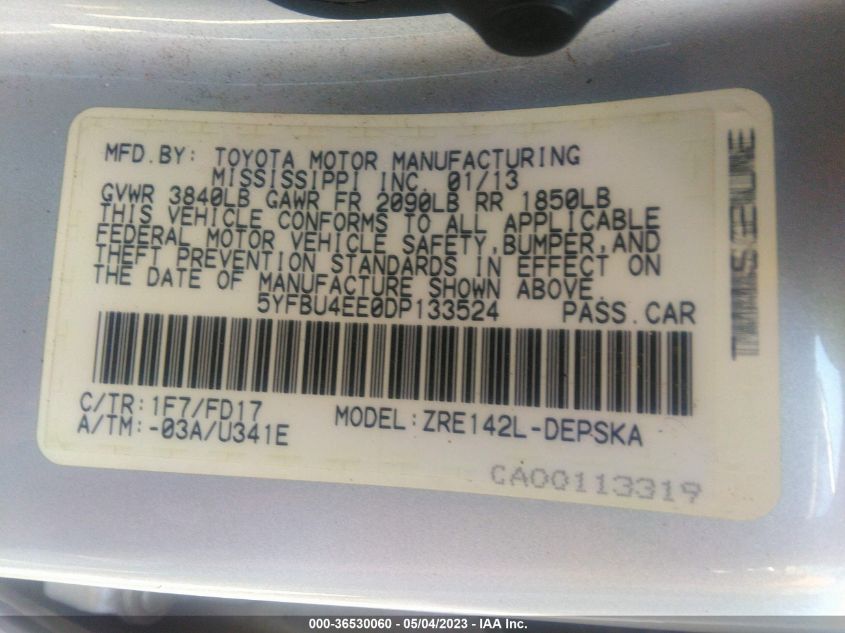 MFD.BY: TOYOTA MOTOR MANUFACTURING
MISSISSIPPI INC. 01/13
GVWR 3840LB GAWR FR 2090LB RR 1850LB
THIS VEHICLE CONFORMS TO ALL APPLICABLE
FEDERAL MOTOR VEHICLE SAFETY,BUMPER,AND
THEFT PREVENTION STANDARDS IN EFFECT ON
THE DATE OF MANUFACTURE SHOWN ABOVE.
5YFBU4EE0DP133524 PASS.CAR
C/TR:1F7/FD17
A/TM:-03A/U341E
MODEL:ZRE142L-DEPSKA
CA00113319
GENUINE
000-36530060 - 05/04/2023 - IAA Inc.